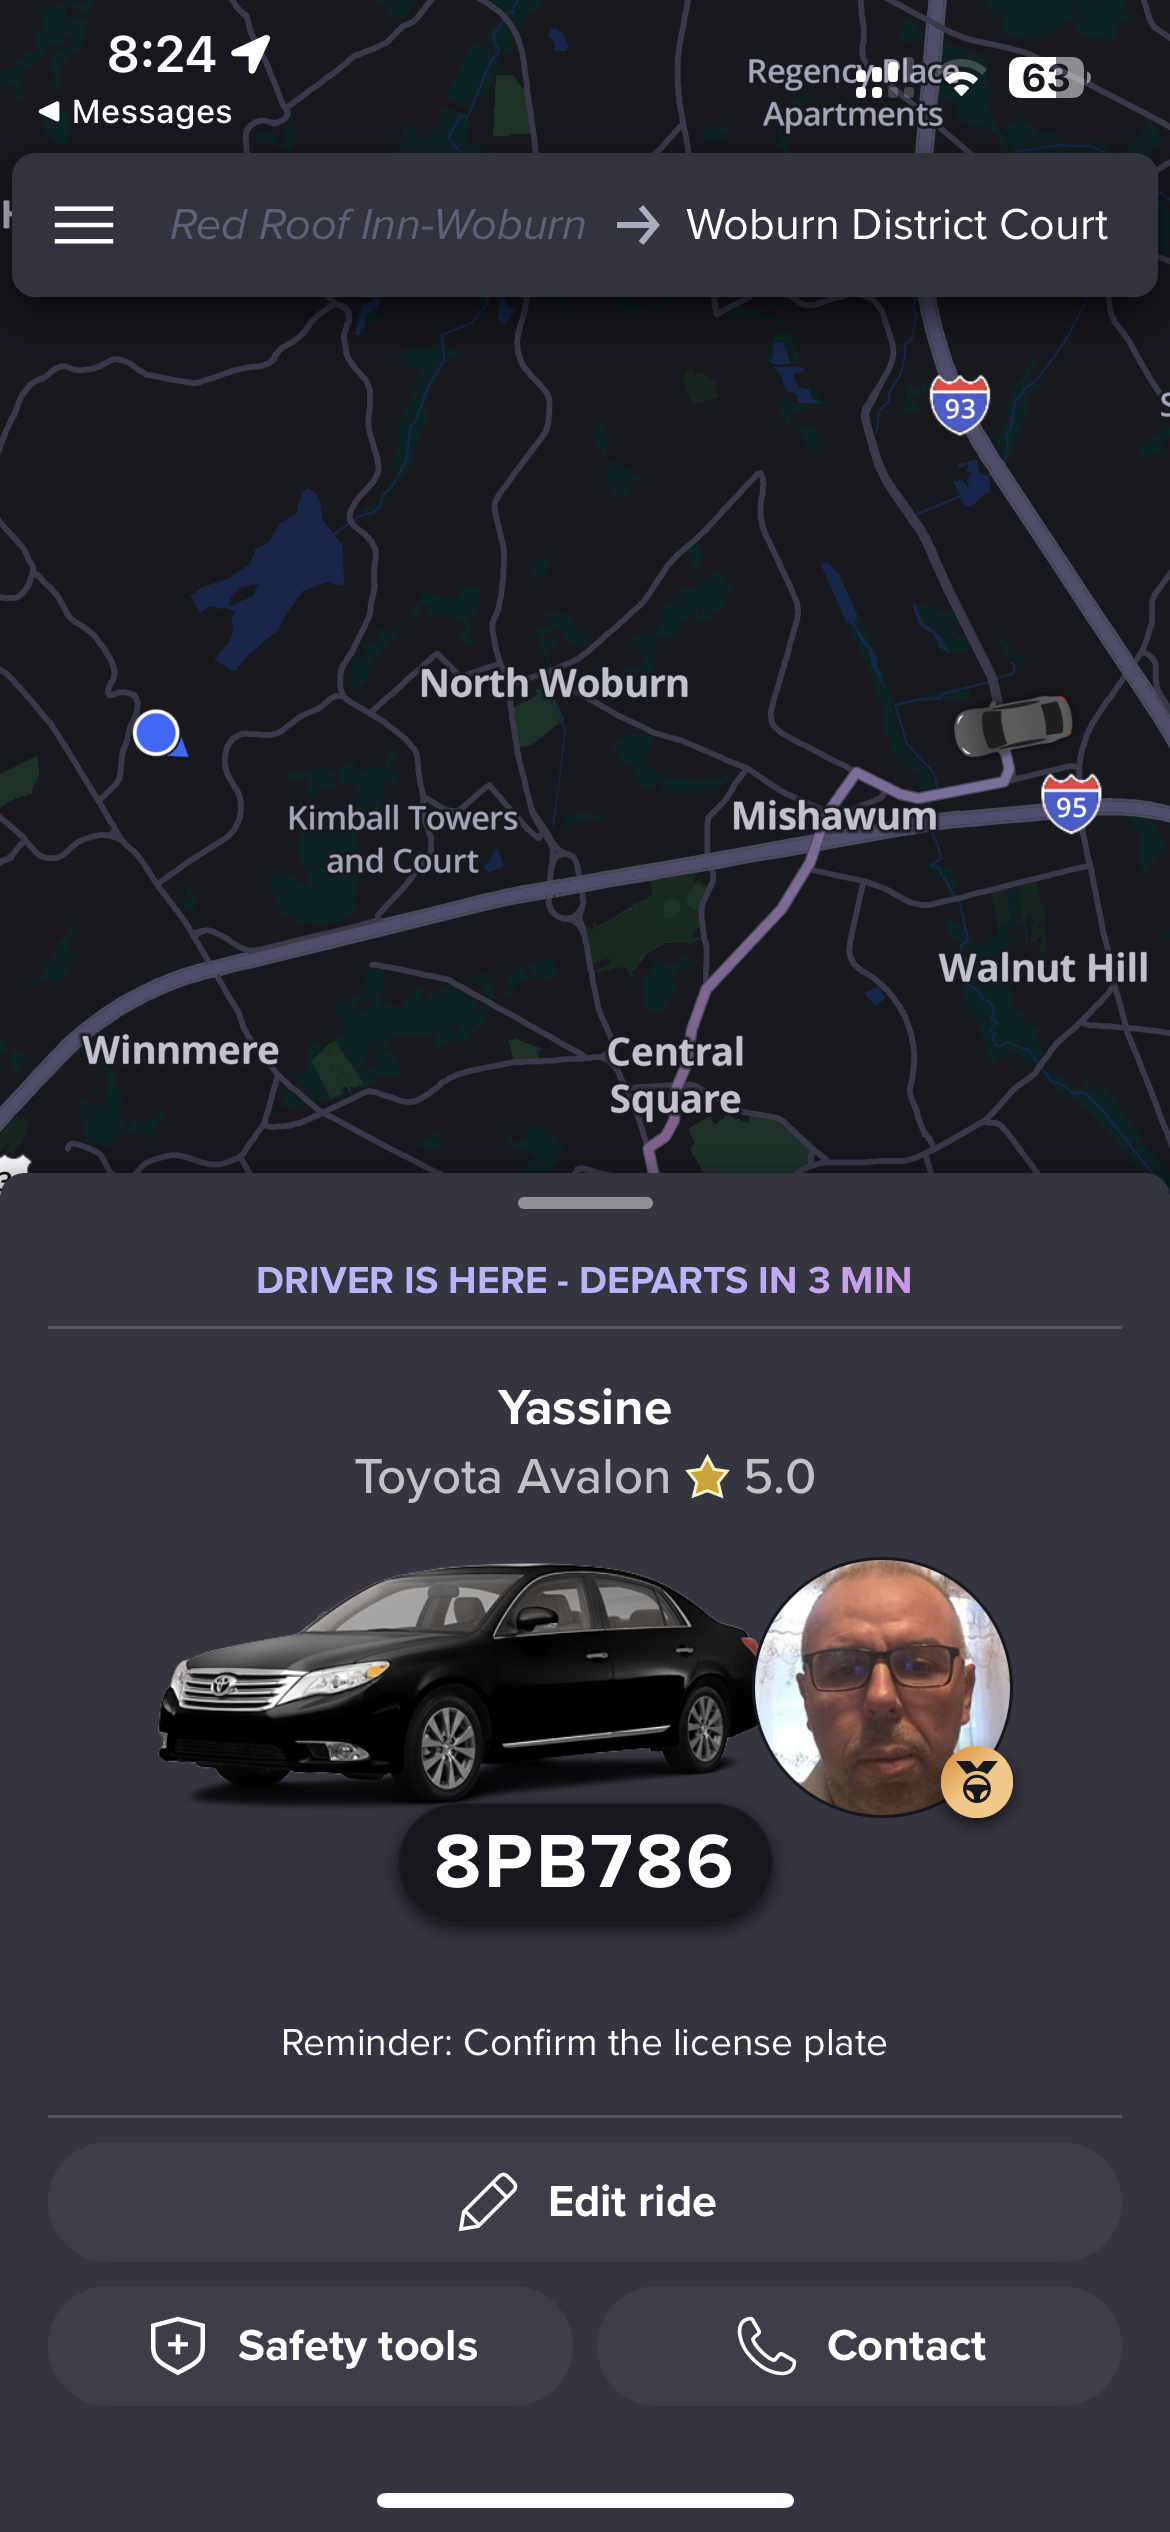 8:24
63
Messages
Regency Place
Apartments
Red Roof Inn-Woburn → Woburn District Court
93
North Woburn
Kimball Towers
and Court
Mishawum
95
Walnut Hill
Winnmere
Central
Square
DRIVER IS HERE - DEPARTS IN 3 MIN
Yassine
Toyota Avalon ⭐ 5.0
8PB786
Reminder: Confirm the license plate
Edit ride
Safety tools
Contact